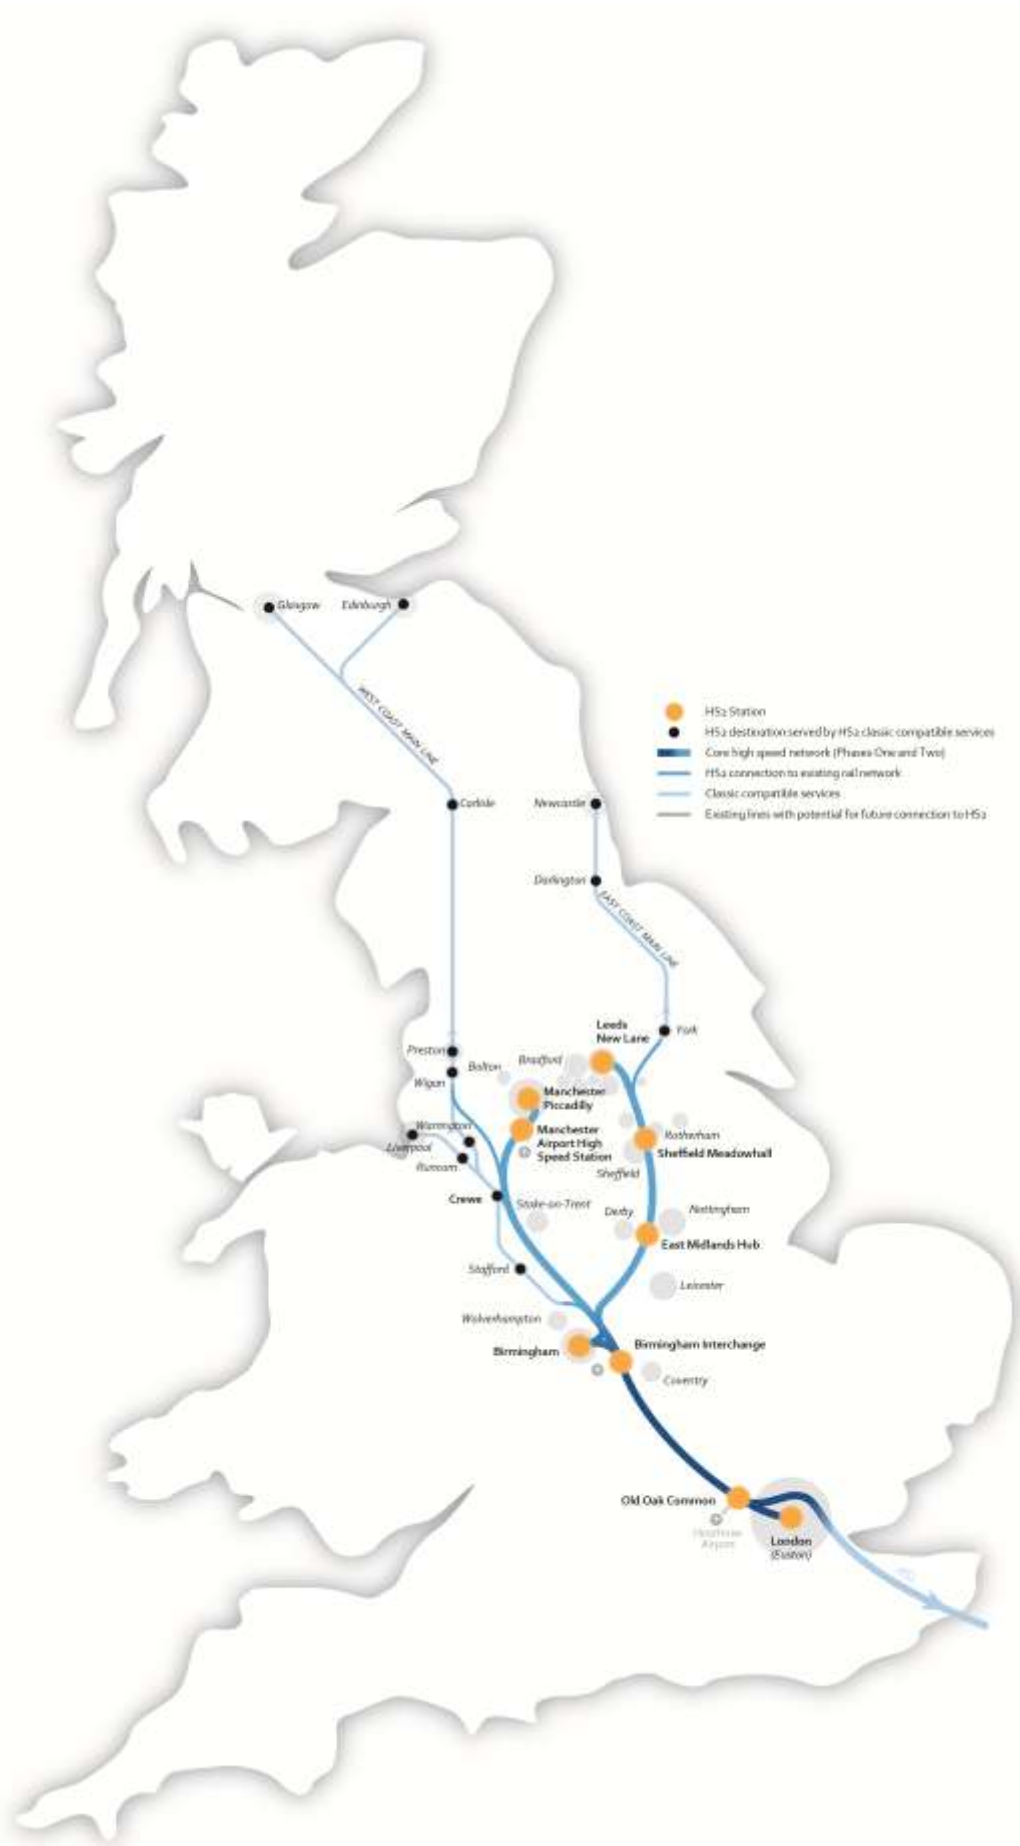 Glasgow
Edinburgh
WEST COAST MAIN LINE
HS2 Station
HS2 destination served by HS2 classic compatible services
Core high speed network (Phases One and Two)
HS2 connection to existing rail network
Classic compatible services
Existing lines with potential for future connection to HS2
Carlisle
Newcastle
Darlington
EAST COAST MAIN LINE
York
Leeds
New Lane
Preston
Bradford
Bolton
Wigan
Manchester
Piccadilly
Warrington
Manchester
Airport High
Speed Station
Liverpool
Runcorn
Rotherham
Sheffield Meadowhall
Sheffield
Crewe
Stoke-on-Trent
Derby
Nottingham
East Midlands Hub
Stafford
Leicester
Wolverhampton
Birmingham
Birmingham Interchange
Coventry
Old Oak Common
Heathrow
Airport
London
(Euston)